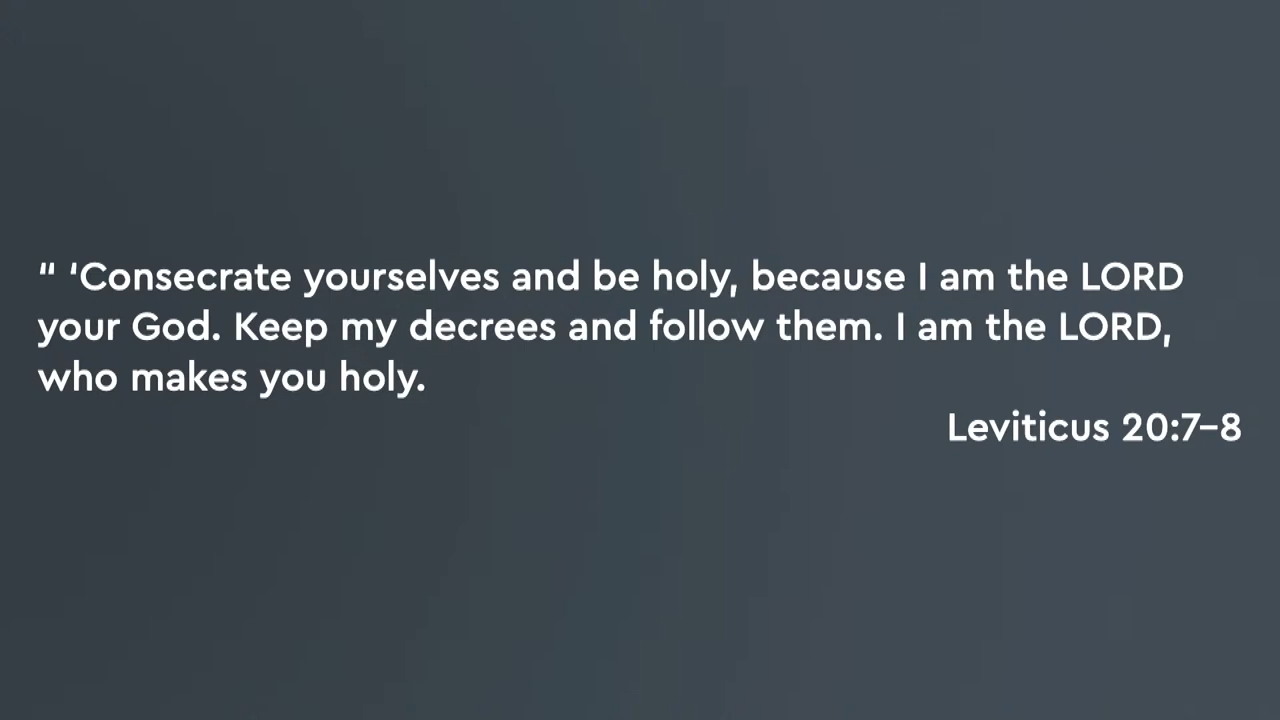 “ ‘Consecrate yourselves and be holy, because I am the LORD
your God. Keep my decrees and follow them. I am the LORD,
who makes you holy.
Leviticus 20:7–8